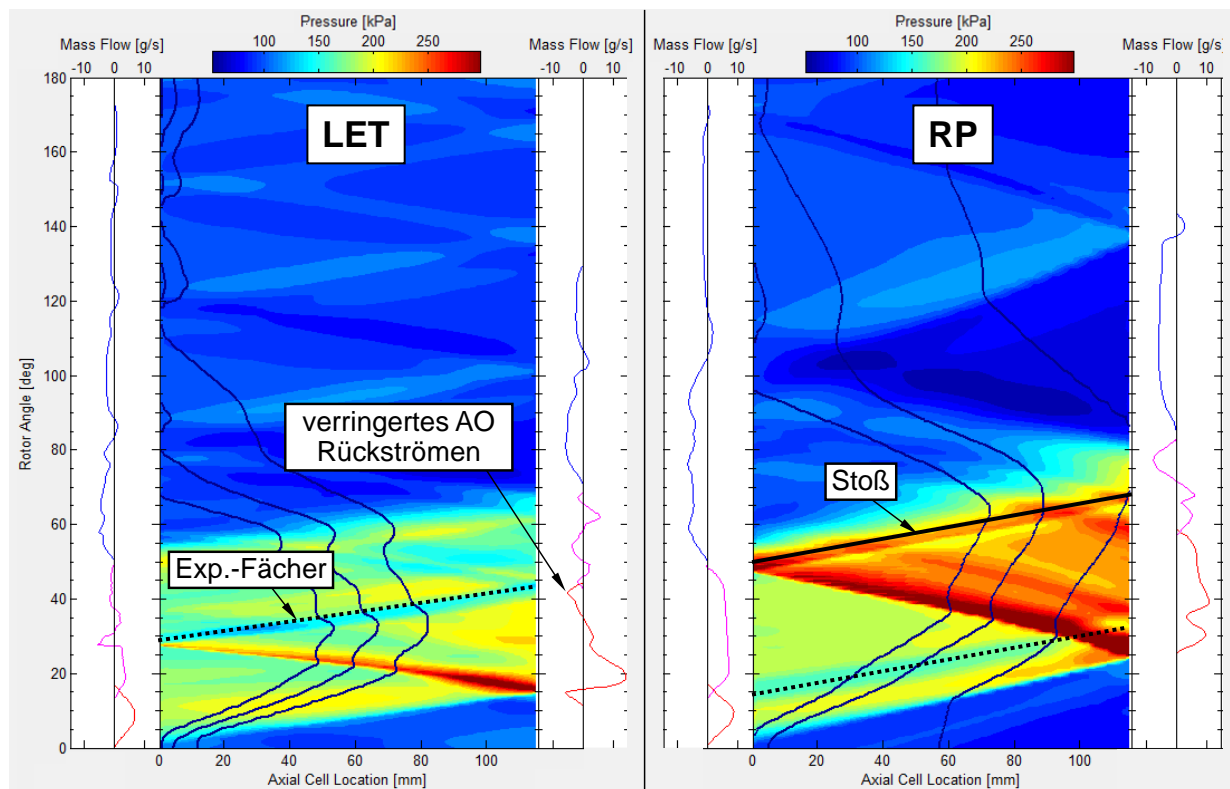 Pressure [kPa]
Mass Flow [g/s]
100 150 200 250
Mass Flow [g/s]
-10 0 10
-10 0 10
Pressure [kPa]
Mass Flow [g/s]
100 150 200 250
Mass Flow [g/s]
-10 0 10
-10 0 10
180
160
140
120
100
80
60
40
20
0
Rotor Angle [deg]
LET
verringertes AO
Rückströmen
Exp.-Fächer
0 20 40 60 80 100
Axial Cell Location [mm]
RP
Stoß
0 20 40 60 80 100
Axial Cell Location [mm]